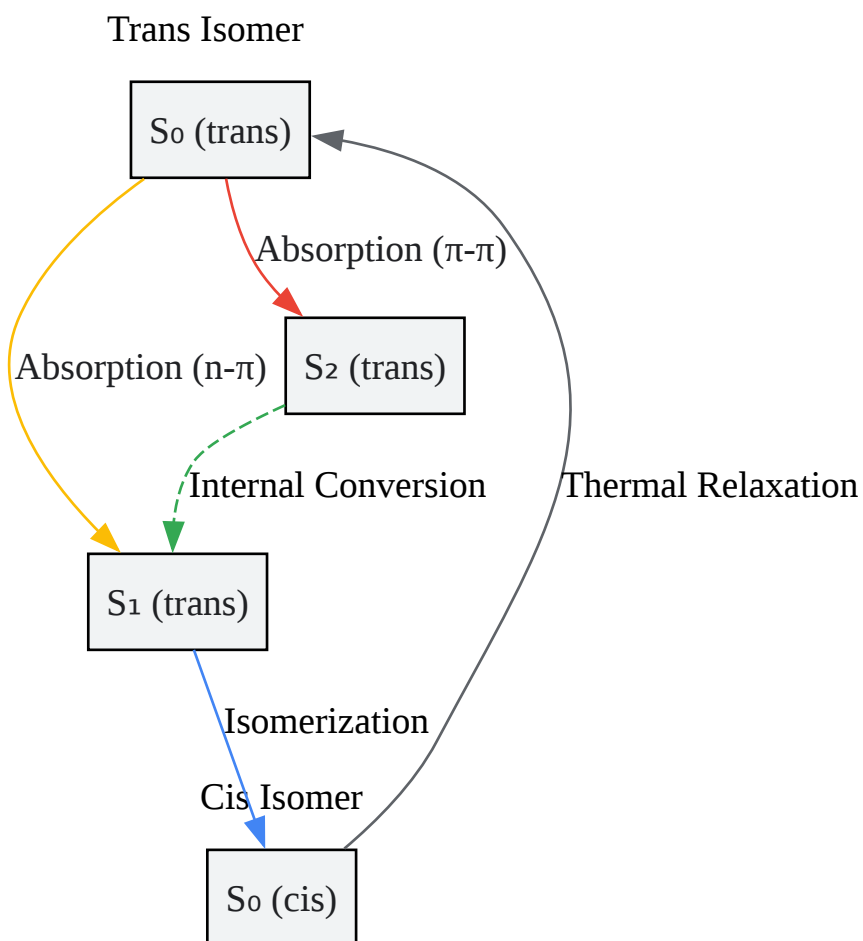 Trans Isomer
S₀ (trans)
Absorption (π-π)
Absorption (n-π)
S₂ (trans)
Internal Conversion
Thermal Relaxation
S₁ (trans)
Isomerization
Cis Isomer
S₀ (cis)